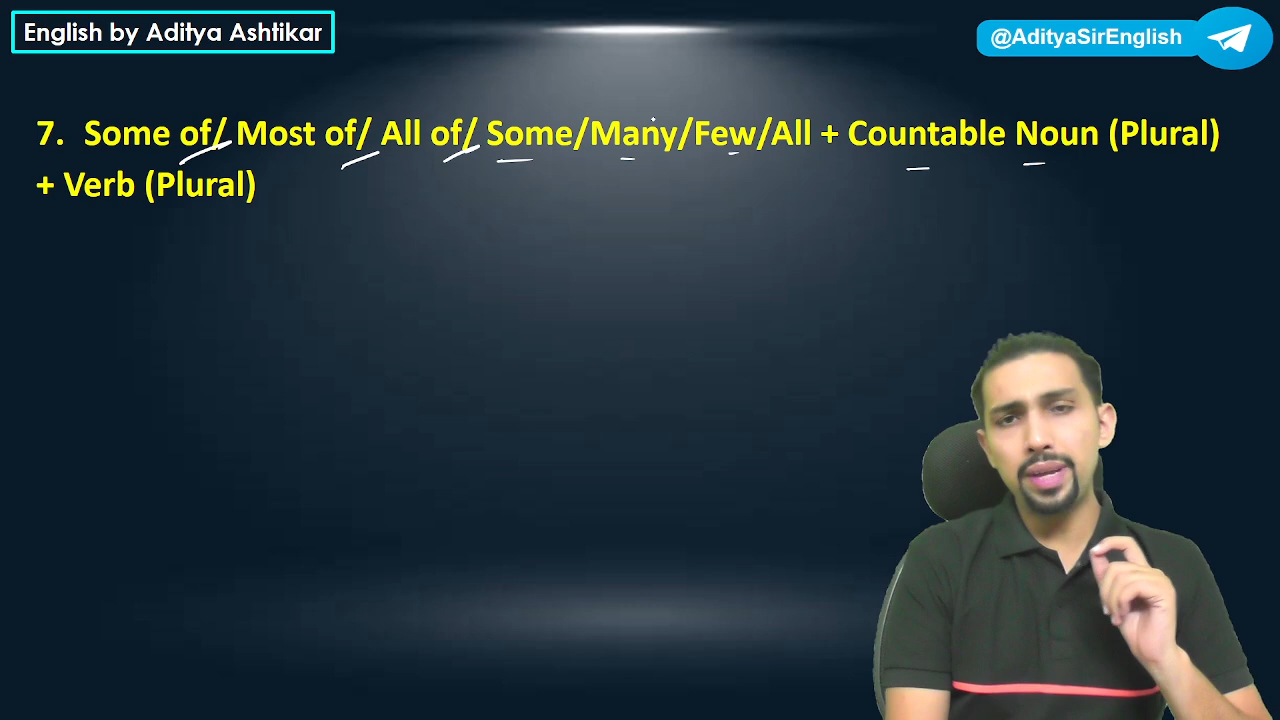 English by Aditya Ashtikar
@AdityaSirEnglish
7. Some of/ Most of/ All of/ Some/Many/Few/All + Countable Noun (Plural)
+ Verb (Plural)